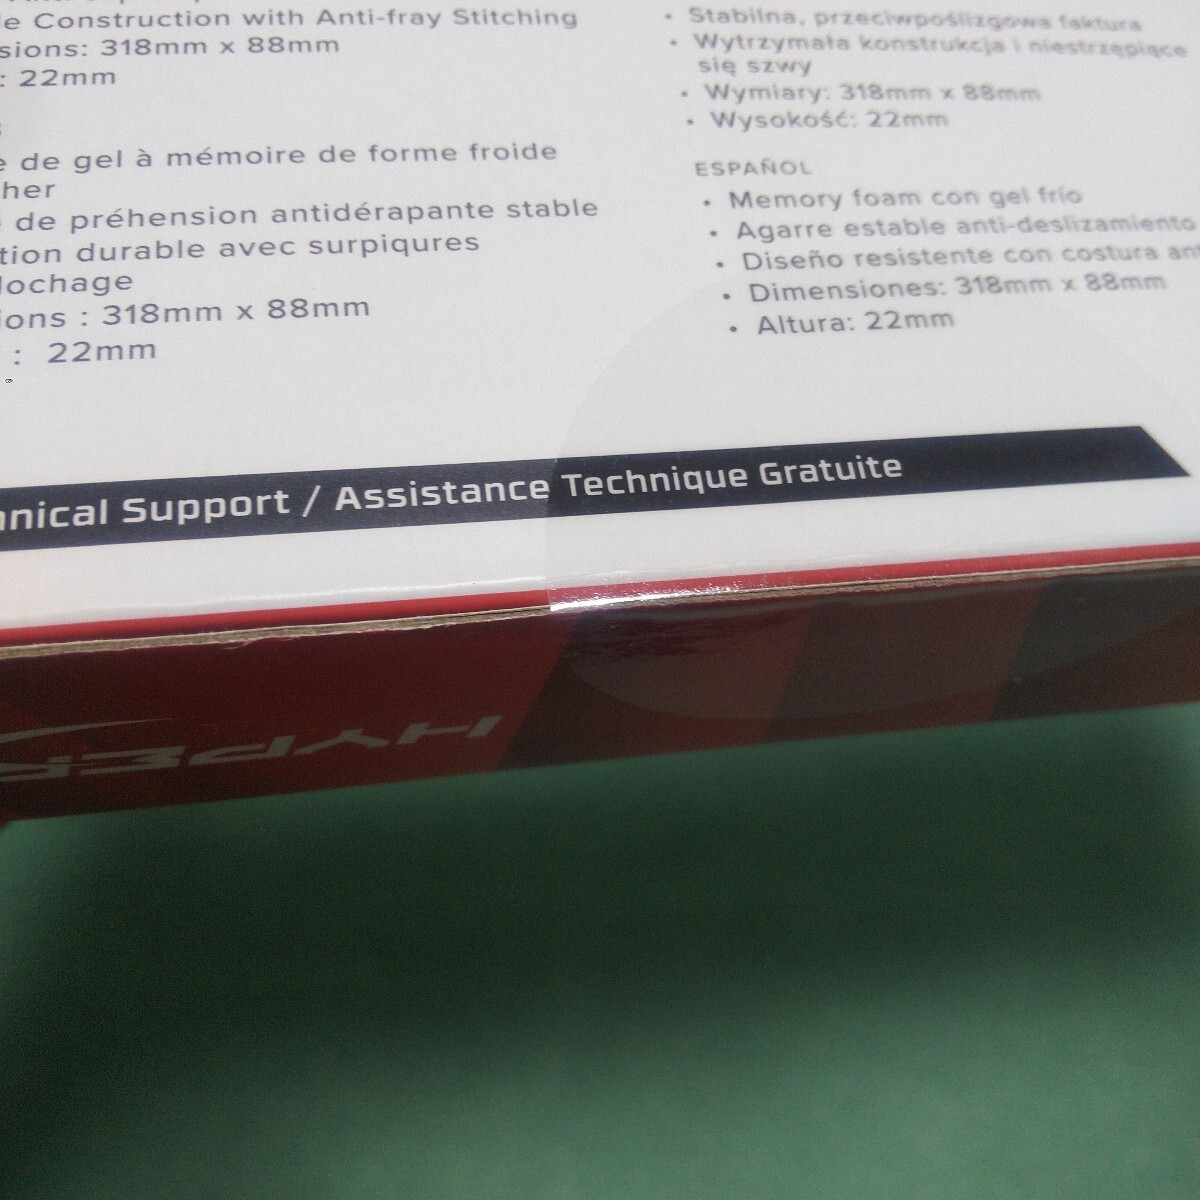 e Construction with Anti-fray Stitching
sions: 318mm x 88mm
: 22mm
e de gel à mémoire de forme froide
her
de préhension antidérapante stable
tion durable avec surpiqures
lochage
ions : 318mm x 88mm
: 22mm
• Stabilna, przeciwpoślizgowa faktura
• Wytrzymała konstrukcja i niestrzępiące
się szwy
• Wymiary: 318mm x 88mm
• Wysokość: 22mm
ESPAÑOL
• Memory foam con gel frío
• Agarre estable anti-deslizamiento
• Diseño resistente con costura ant
• Dimensiones: 318mm x 88mm
• Altura: 22mm
nical Support / Assistance Technique Gratuite
HYPER